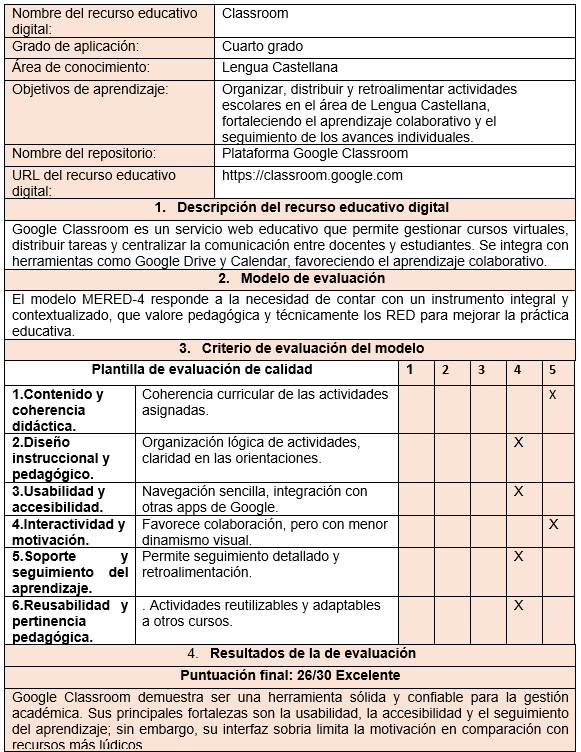 Nombre del recurso educativo digital: Classroom
Grado de aplicación: Cuarto grado
Área de conocimiento: Lengua Castellana
Objetivos de aprendizaje: Organizar, distribuir y retroalimentar actividades
escolares en el área de Lengua Castellana,
fortaleciendo el aprendizaje colaborativo y el
seguimiento de los avances individuales.
Nombre del repositorio: Plataforma Google Classroom
URL del recurso educativo digital: https://classroom.google.com
1. Descripción del recurso educativo digital
Google Classroom es un servicio web educativo que permite gestionar cursos virtuales,
distribuir tareas y centralizar la comunicación entre docentes y estudiantes. Se integra con
herramientas como Google Drive y Calendar, favoreciendo el aprendizaje colaborativo.
2. Modelo de evaluación
El modelo MERED-4 responde a la necesidad de contar con un instrumento integral y
contextualizado, que valore pedagógica y técnicamente los RED para mejorar la práctica
educativa.
3. Criterio de evaluación del modelo
Plantilla de evaluación de calidad 1 2 3 4 5
1.Contenido y coherencia didáctica. Coherencia curricular de las actividades asignadas. X
2.Diseño instruccional y pedagógico. Organización lógica de actividades, claridad en las orientaciones. X
3.Usabilidad y accesibilidad. Navegación sencilla, integración con otras apps de Google. X
4.Interactividad y motivación. Favorece colaboración, pero con menor dinamismo visual. X
5.Soporte y seguimiento del aprendizaje. Permite seguimiento detallado y retroalimentación. X
6.Reusabilidad y pertinencia pedagógica. . Actividades reutilizables y adaptables a otros cursos. X
4. Resultados de la de evaluación
Puntuación final: 26/30 Excelente
Google Classroom demuestra ser una herramienta sólida y confiable para la gestión
académica. Sus principales fortalezas son la usabilidad, la accesibilidad y el seguimiento
del aprendizaje; sin embargo, su interfaz sobria limita la motivación en comparación con
recursos más lúdicos